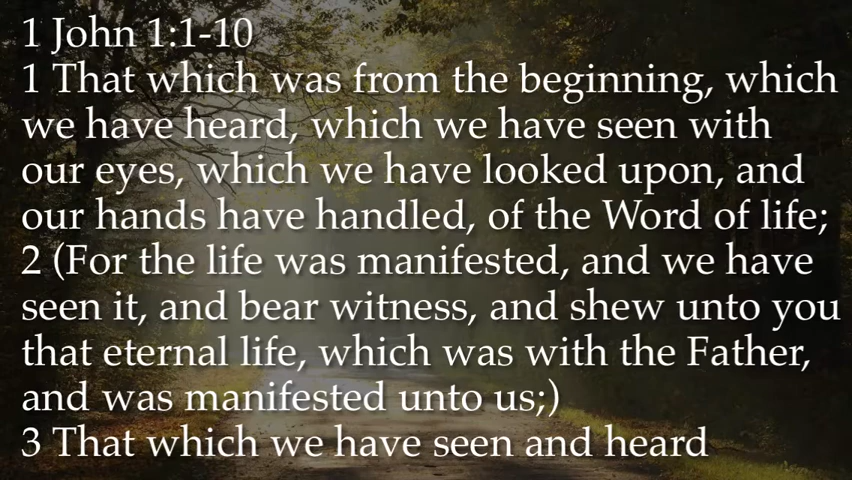 1 John 1:1-10
1 That which was from the beginning, which
we have heard, which we have seen with
our eyes, which we have looked upon, and
our hands have handled, of the Word of life;
2 (For the life was manifested, and we have
seen it, and bear witness, and shew unto you
that eternal life, which was with the Father,
and was manifested unto us;)
3 That which we have seen and heard